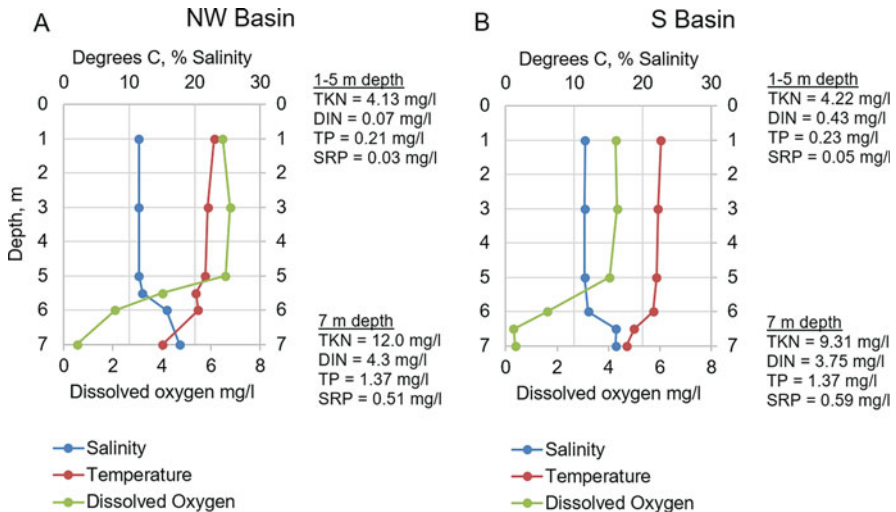 A
NW Basin
Degrees C, % Salinity
0 10 20 30
0
1
2
3
4
5
6
7
Depth, m
0
1
2
3
4
5
6
7
0 2 4 6 8
Dissolved oxygen mg/l
1-5 m depth
TKN = 4.13 mg/l
DIN = 0.07 mg/l
TP = 0.21 mg/l
SRP = 0.03 mg/l
7 m depth
TKN = 12.0 mg/l
DIN = 4.3 mg/l
TP = 1.37 mg/l
SRP = 0.51 mg/l
Salinity
Temperature
Dissolved Oxygen
B
S Basin
Degrees C, % Salinity
0 10 20 30
0
1
2
3
4
5
6
7
0
1
2
3
4
5
6
7
0 2 4 6 8
Dissolved oxygen mg/l
1-5 m depth
TKN = 4.22 mg/l
DIN = 0.43 mg/l
TP = 0.23 mg/l
SRP = 0.05 mg/l
7 m depth
TKN = 9.31 mg/l
DIN = 3.75 mg/l
TP = 1.37 mg/l
SRP = 0.59 mg/l
Salinity
Temperature
Dissolved Oxygen